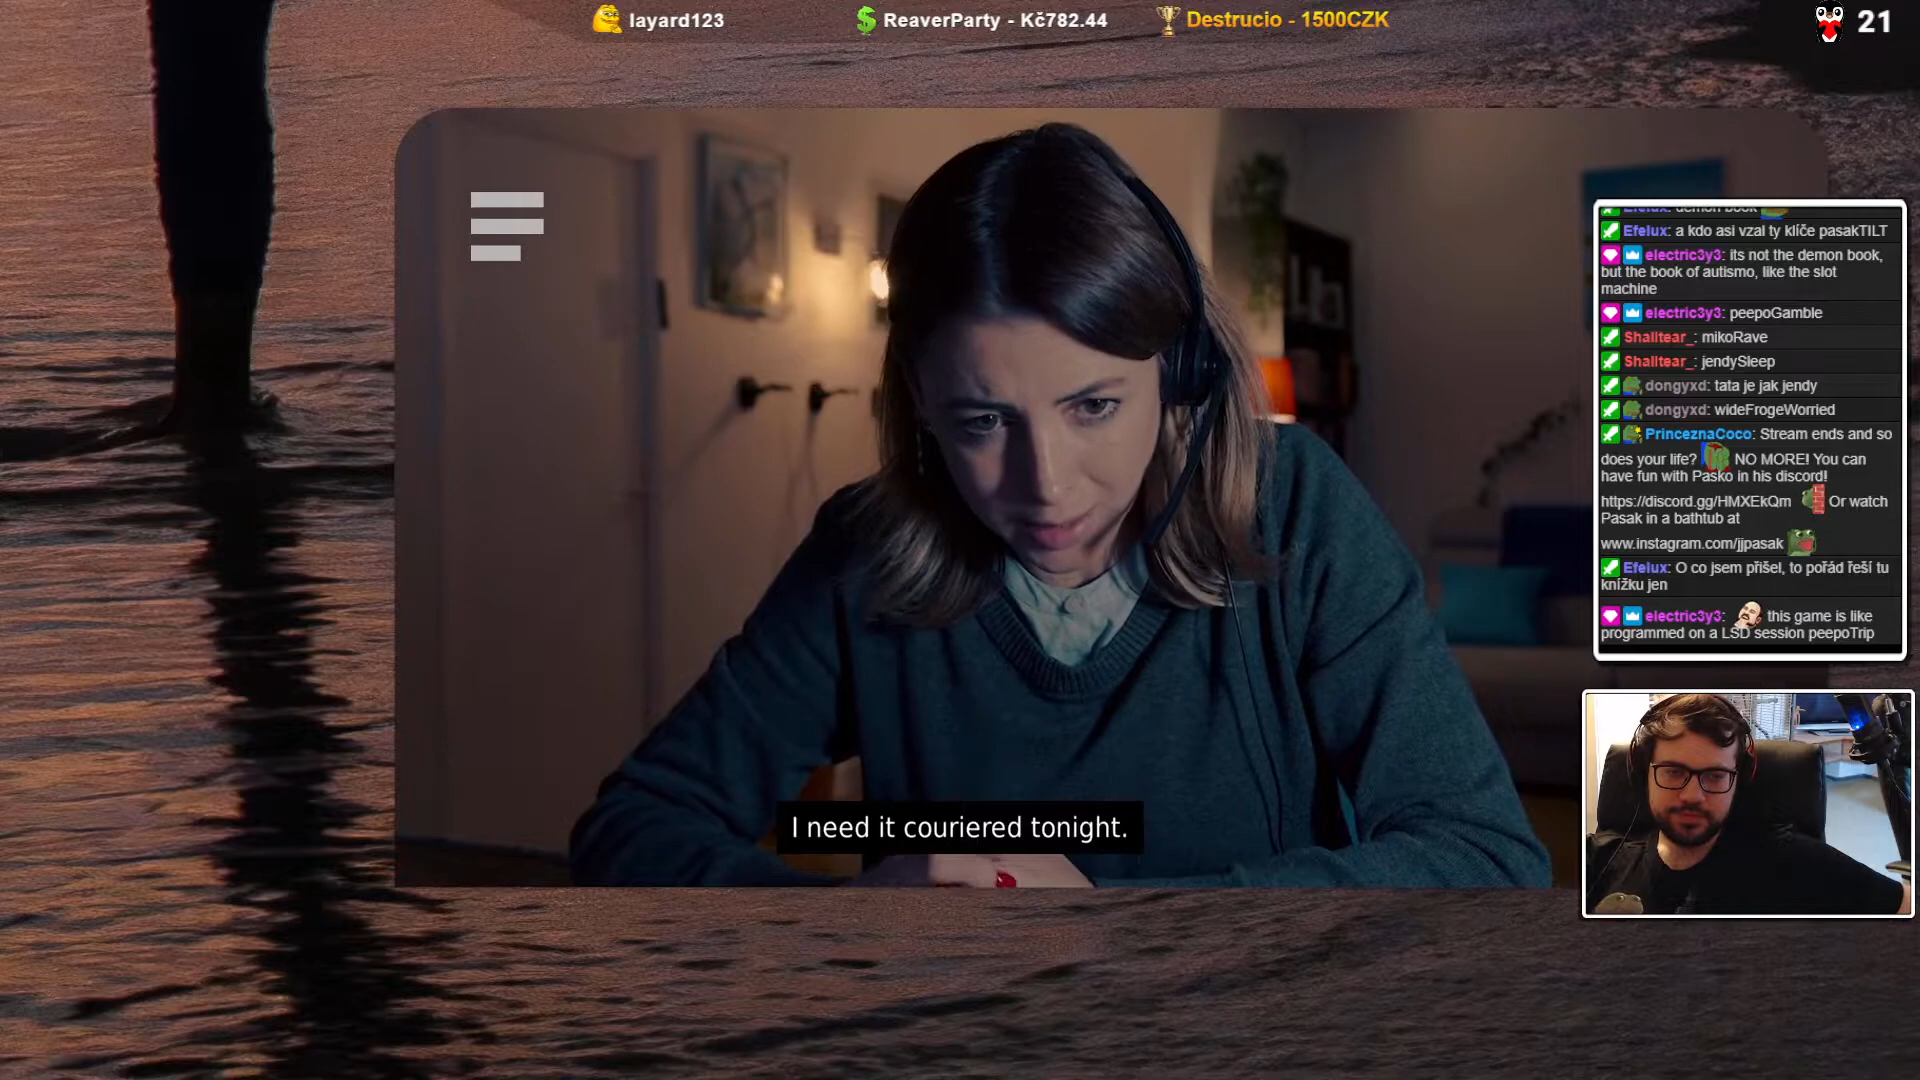 layard123
ReaverParty - Kč782.44
Destrucio - 1500CZK
21
Efelux: demon book
Efelux: a kdo asi vzal ty klíče pasakTILT
electric3y3: its not the demon book,
but the book of autismo, like the slot
machine
electric3y3: peepoGamble
Shalltear_: mikoRave
Shalltear_: jendySleep
dongyxd: tata je jak jendy
dongyxd: wideFrogeWorried
PrinceznaCoco: Stream ends and so
does your life? NO MORE! You can
have fun with Pasko in his discord!
https://discord.gg/HMXEkQm Or watch
Pasak in a bathtub at
www.instagram.com/jjpasak
Efelux: O co jsem přišel, to pořád řeší tu
knížku jen
electric3y3: this game is like
programmed on a LSD session peepoTrip
I need it couriered tonight.